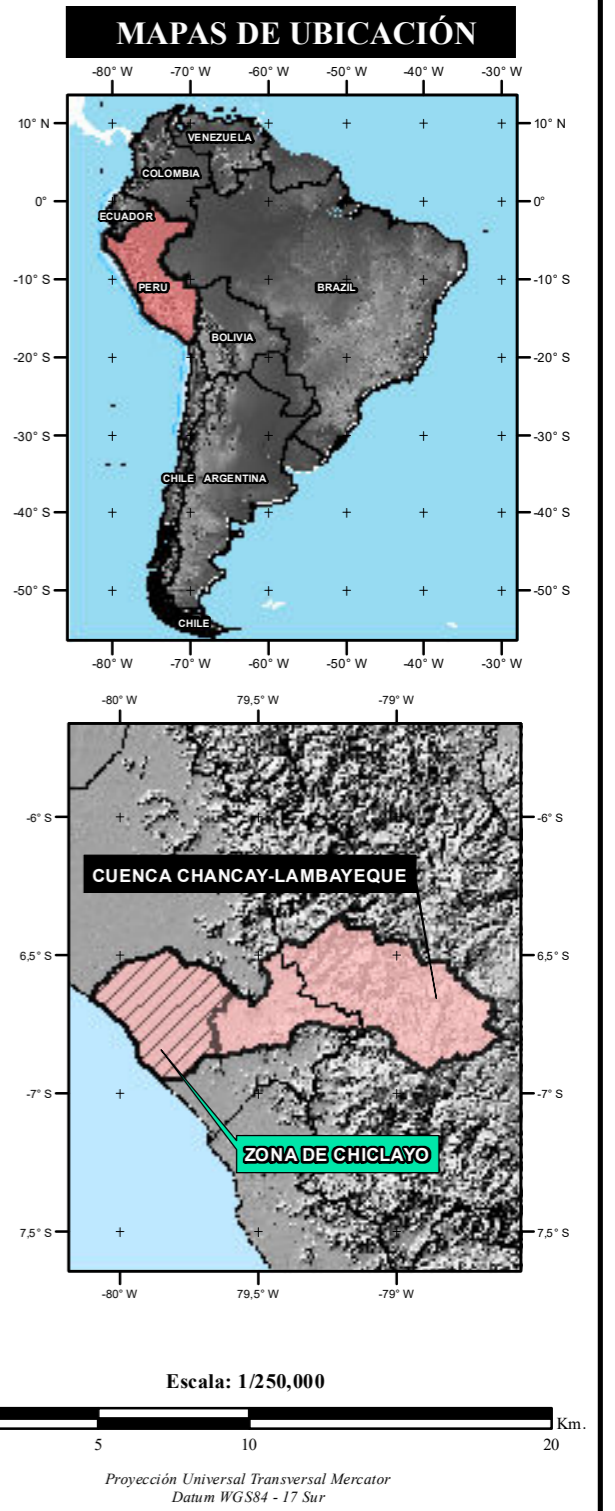 MAPAS DE UBICACIÓN
-80° W -70° W -60° W -50° W -40° W -30° W
10° N 10° N
VENEZUELA
COLOMBIA
0° 0°
ECUADOR
-10° S PERU BRAZIL -10° S
BOLIVIA
-20° S -20° S
-30° S -30° S
CHILE ARGENTINA
-40° S -40° S
-50° S -50° S
CHILE
-80° W -70° W -60° W -50° W -40° W -30° W
-80° W 79,5° W -79° W
-6° S -6° S
CUENCA CHANCAY-LAMBAYEQUE
6,5° S 6,5° S
-7° S -7° S
ZONA DE CHICLAYO
7,5° S 7,5° S
-80° W 79,5° W -79° W
Escala: 1/250,000
Km.
5 10 20
Proyección Universal Transversal Mercator
Datum WGS84 - 17 Sur